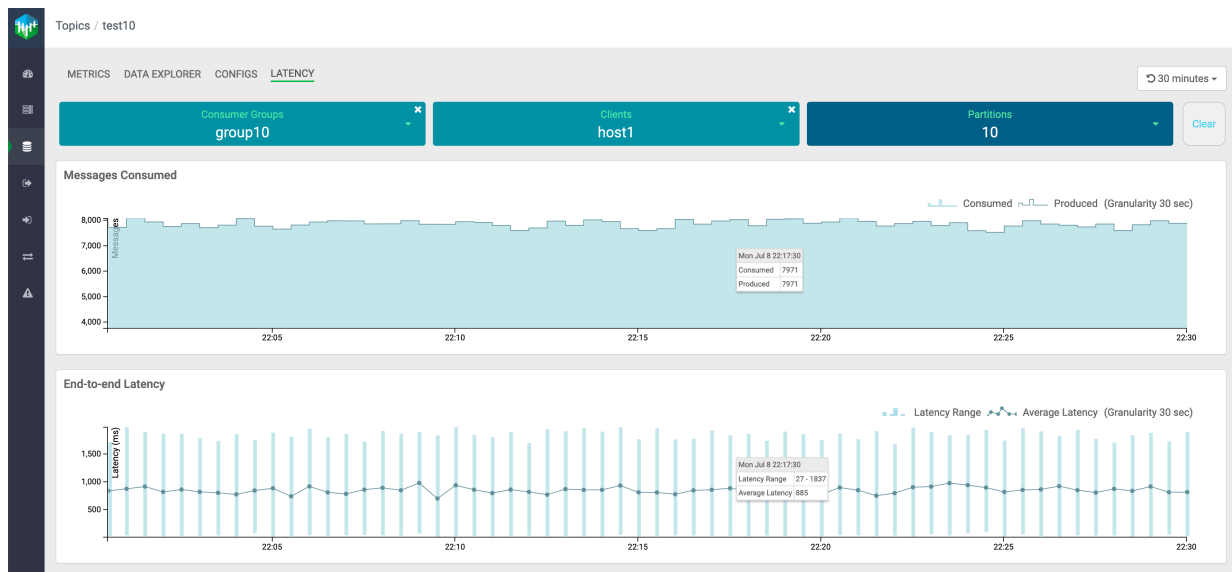 Topics / test10
METRICS DATA EXPLORER CONFIGS LATENCY
30 minutes
Consumer Groups
group10
Clients
host1
Partitions
10
Clear
Messages Consumed
Consumed Produced (Granularity 30 sec)
Messages
8,000
7,000
6,000
5,000
4,000
Mon Jul 8 22:17:30
Consumed 7971
Produced 7971
22:05 22:10 22:15 22:20 22:25 22:30
End-to-end Latency
Latency Range Average Latency (Granularity 30 sec)
Latency (ms)
1,500
1,000
500
Mon Jul 8 22:17:30
Latency Range 27 - 1837
Average Latency 885
22:05 22:10 22:15 22:20 22:25 22:30